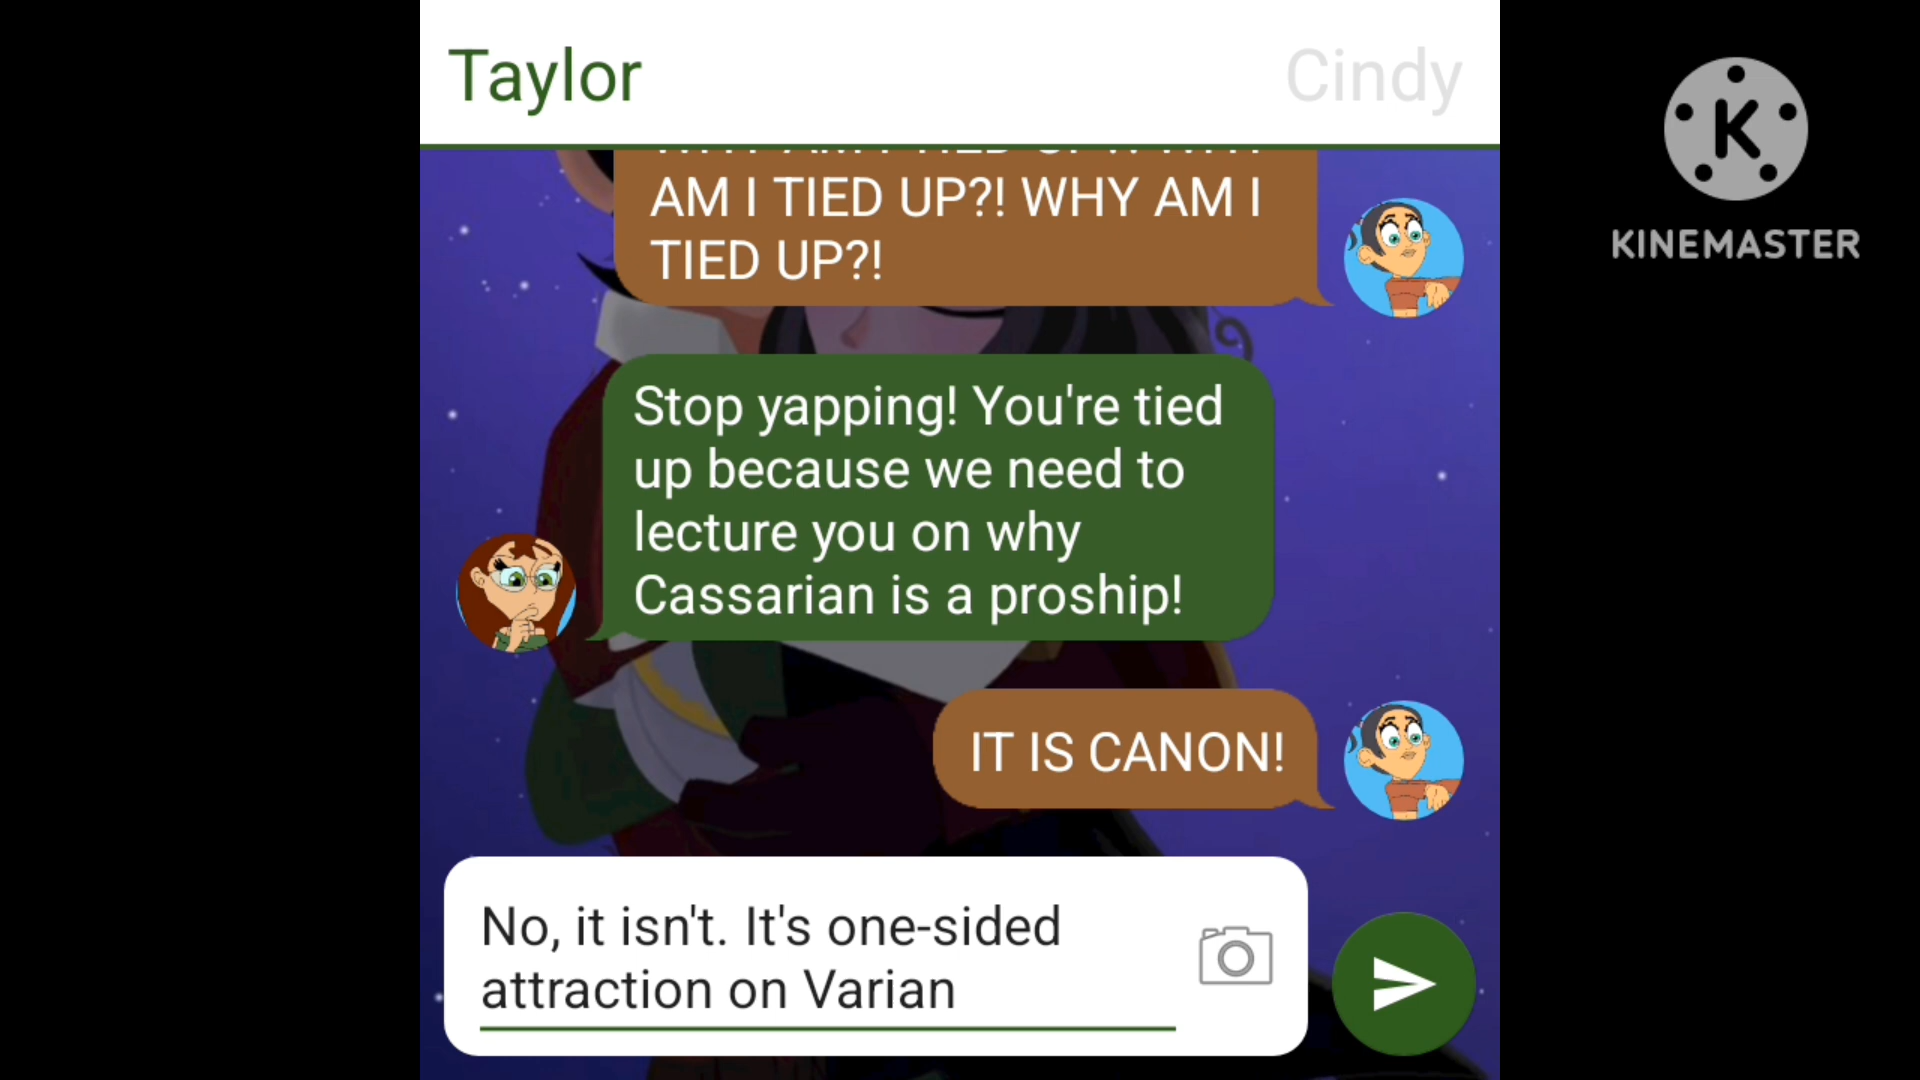 Taylor
Cindy
AM I TIED UP?! WHY AM I
TIED UP?!
Stop yapping! You're tied
up because we need to
lecture you on why
Cassarian is a proship!
IT IS CANON!
No, it isn't. It's one-sided
attraction on Varian
K
KINEMASTER